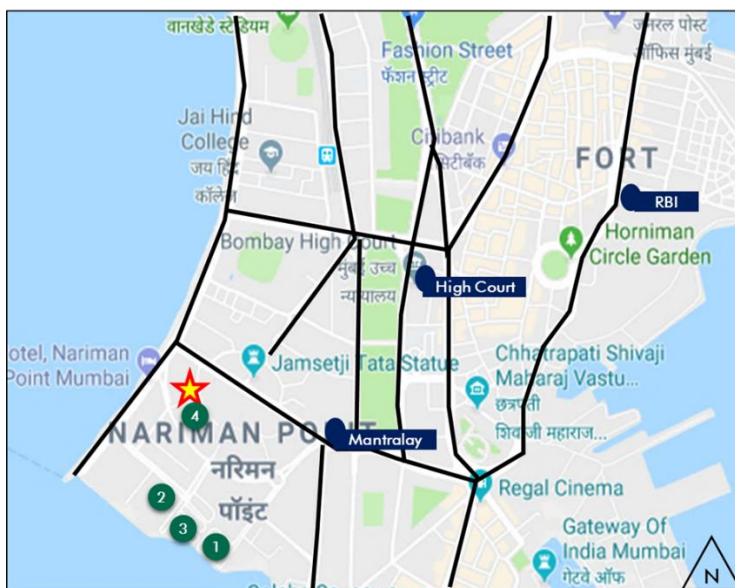 वानखेडे स्टेडियम
Fashion Street
फॅशन स्ट्रीट
जनरल पोस्ट
ऑफिस मुंबई
Jai Hind
College
जय हिंद
कॉलेज
Citibank
सिटीबॅंक
FORT
RBI
Horniman
Circle Garden
Bombay High Court
मुंबई उच्च
न्यायालय
High Court
Hotel, Nariman
Point Mumbai
Jamsetji Tata Statue
Chhatrapati Shivaji
Maharaj Vastu...
छत्रपती
शिवाजी महाराज...
4
NARIMAN POINT
Mantralay
नरिमन
पॉइंट
2
3
1
Regal Cinema
Gateway Of
India Mumbai
गेटवे ऑफ
N